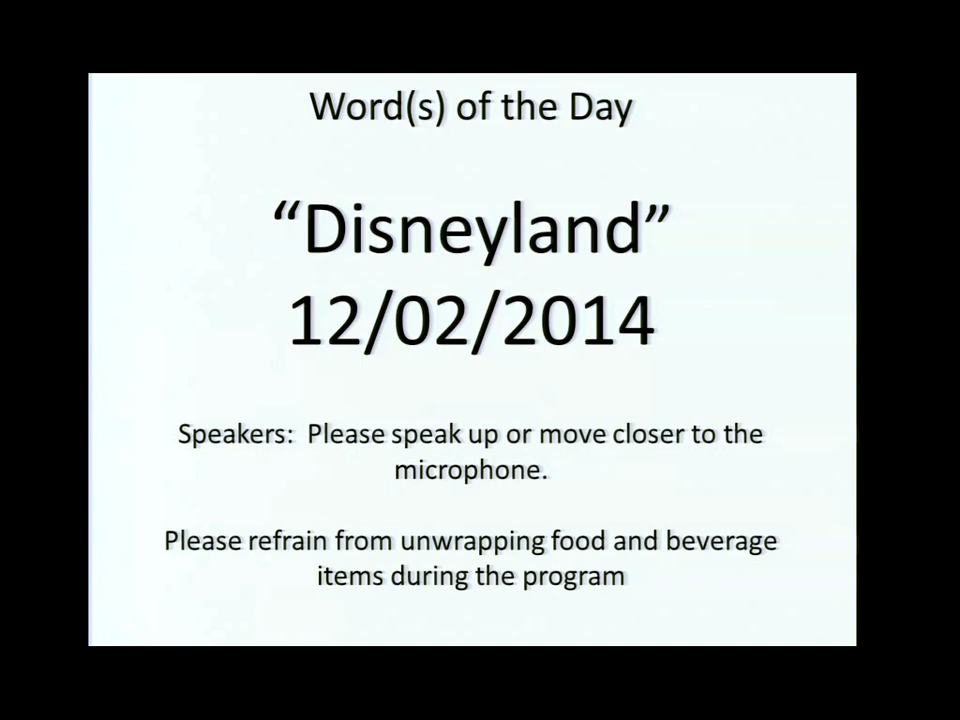 Word(s) of the Day
“Disneyland”
12/02/2014
Speakers:  Please speak up or move closer to the
microphone.
Please refrain from unwrapping food and beverage
items during the program